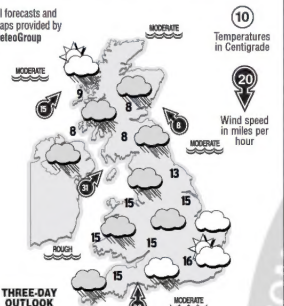 l forecasts and
aps provided by
eteoGroup
MODERATE
10
Temperatures
in Centigrade
MODERATE
9
8
15
20
8
8
6
Wind speed
in miles per
hour
MODERATE
31
13
15
15
ROUGH
15
15
16
15
THREE-DAY
OUTLOOK
MODERATE